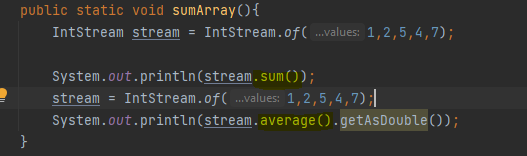 public static void sumArray(){
IntStream stream = IntStream.of( ...values: 1,2,5,4,7);
System.out.println(stream.sum());
stream = IntStream.of( ...values: 1,2,5,4,7);
System.out.println(stream.average().getAsDouble());
}